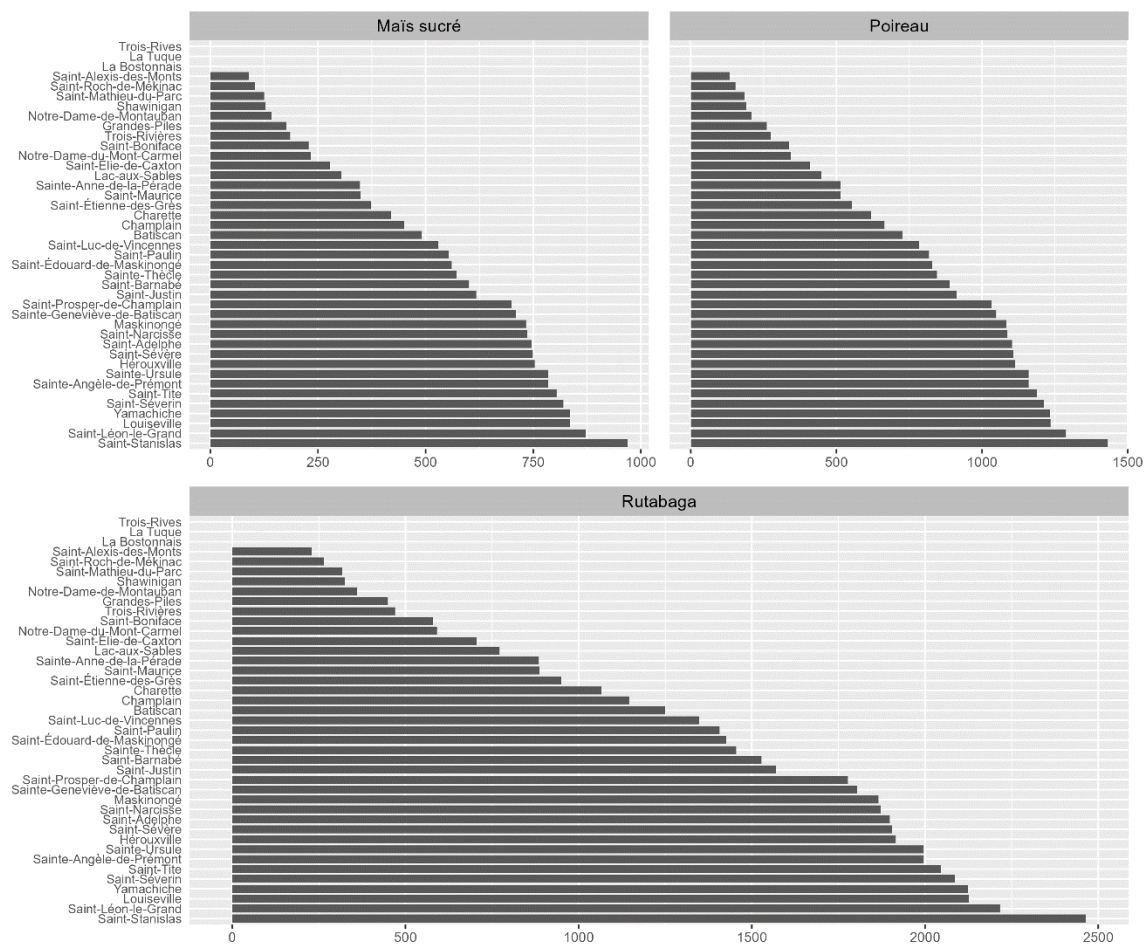 Maïs sucré
Poireau
Trois-Rives
La Tuque
La Bostonnais
Saint-Alexis-des-Monts
Saint-Roch-de-Mékinac
Saint-Mathieu-du-Parc
Shawinigan
Notre-Dame-de-Montauban
Grandes-Piles
Trois-Rivières
Saint-Boniface
Notre-Dame-du-Mont-Carmel
Saint-Élie-de-Caxton
Lac-aux-Sables
Sainte-Anne-de-la-Pérade
Saint-Maurice
Saint-Étienne-des-Grès
Charette
Champlain
Batiscan
Saint-Luc-de-Vincennes
Saint-Paulin
Saint-Édouard-de-Maskinongé
Sainte-Thècle
Saint-Barnabé
Saint-Justin
Saint-Prosper-de-Champlain
Sainte-Geneviève-de-Batiscan
Maskinongé
Saint-Narcisse
Saint-Adelphe
Saint-Sévère
Hérouxville
Sainte-Ursule
Sainte-Angèle-de-Prémont
Saint-Tite
Saint-Séverin
Yamachiche
Louiseville
Saint-Léon-le-Grand
Saint-Stanislas
0 250 500 750 1000
0 500 1000 1500
Rutabaga
Trois-Rives
La Tuque
La Bostonnais
Saint-Alexis-des-Monts
Saint-Roch-de-Mékinac
Saint-Mathieu-du-Parc
Shawinigan
Notre-Dame-de-Montauban
Grandes-Piles
Trois-Rivières
Saint-Boniface
Notre-Dame-du-Mont-Carmel
Saint-Élie-de-Caxton
Lac-aux-Sables
Sainte-Anne-de-la-Pérade
Saint-Maurice
Saint-Étienne-des-Grès
Charette
Champlain
Batiscan
Saint-Luc-de-Vincennes
Saint-Paulin
Saint-Édouard-de-Maskinongé
Sainte-Thècle
Saint-Barnabé
Saint-Justin
Saint-Prosper-de-Champlain
Sainte-Geneviève-de-Batiscan
Maskinongé
Saint-Narcisse
Saint-Adelphe
Saint-Sévère
Hérouxville
Sainte-Ursule
Sainte-Angèle-de-Prémont
Saint-Tite
Saint-Séverin
Yamachiche
Louiseville
Saint-Léon-le-Grand
Saint-Stanislas
0 500 1000 1500 2000 2500